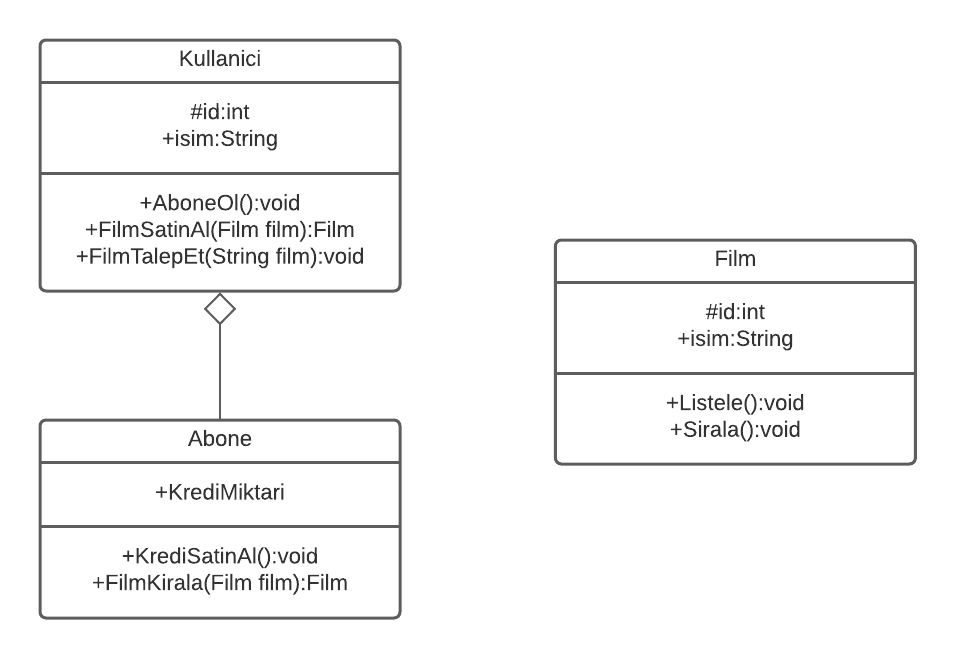 Kullanici
#id:int
+isim:String
+AboneOl():void
+FilmSatinAl(Film film):Film
+FilmTalepEt(String film):void
Abone
+KrediMiktari
+KrediSatinAl():void
+FilmKirala(Film film):Film
Film
#id:int
+isim:String
+Listele():void
+Sirala():void